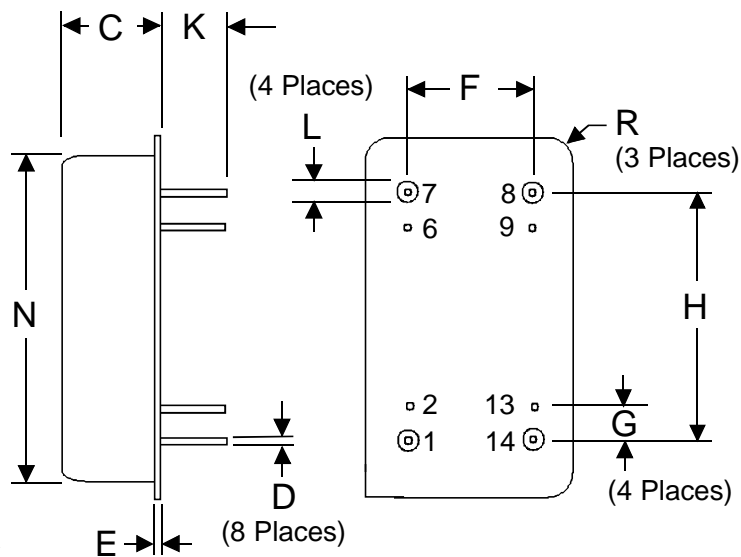 C K
(4 Places) F
L R
(3 Places)
7 8
6 9
N H
2 13
G
1 14
D (4 Places)
(8 Places)
E